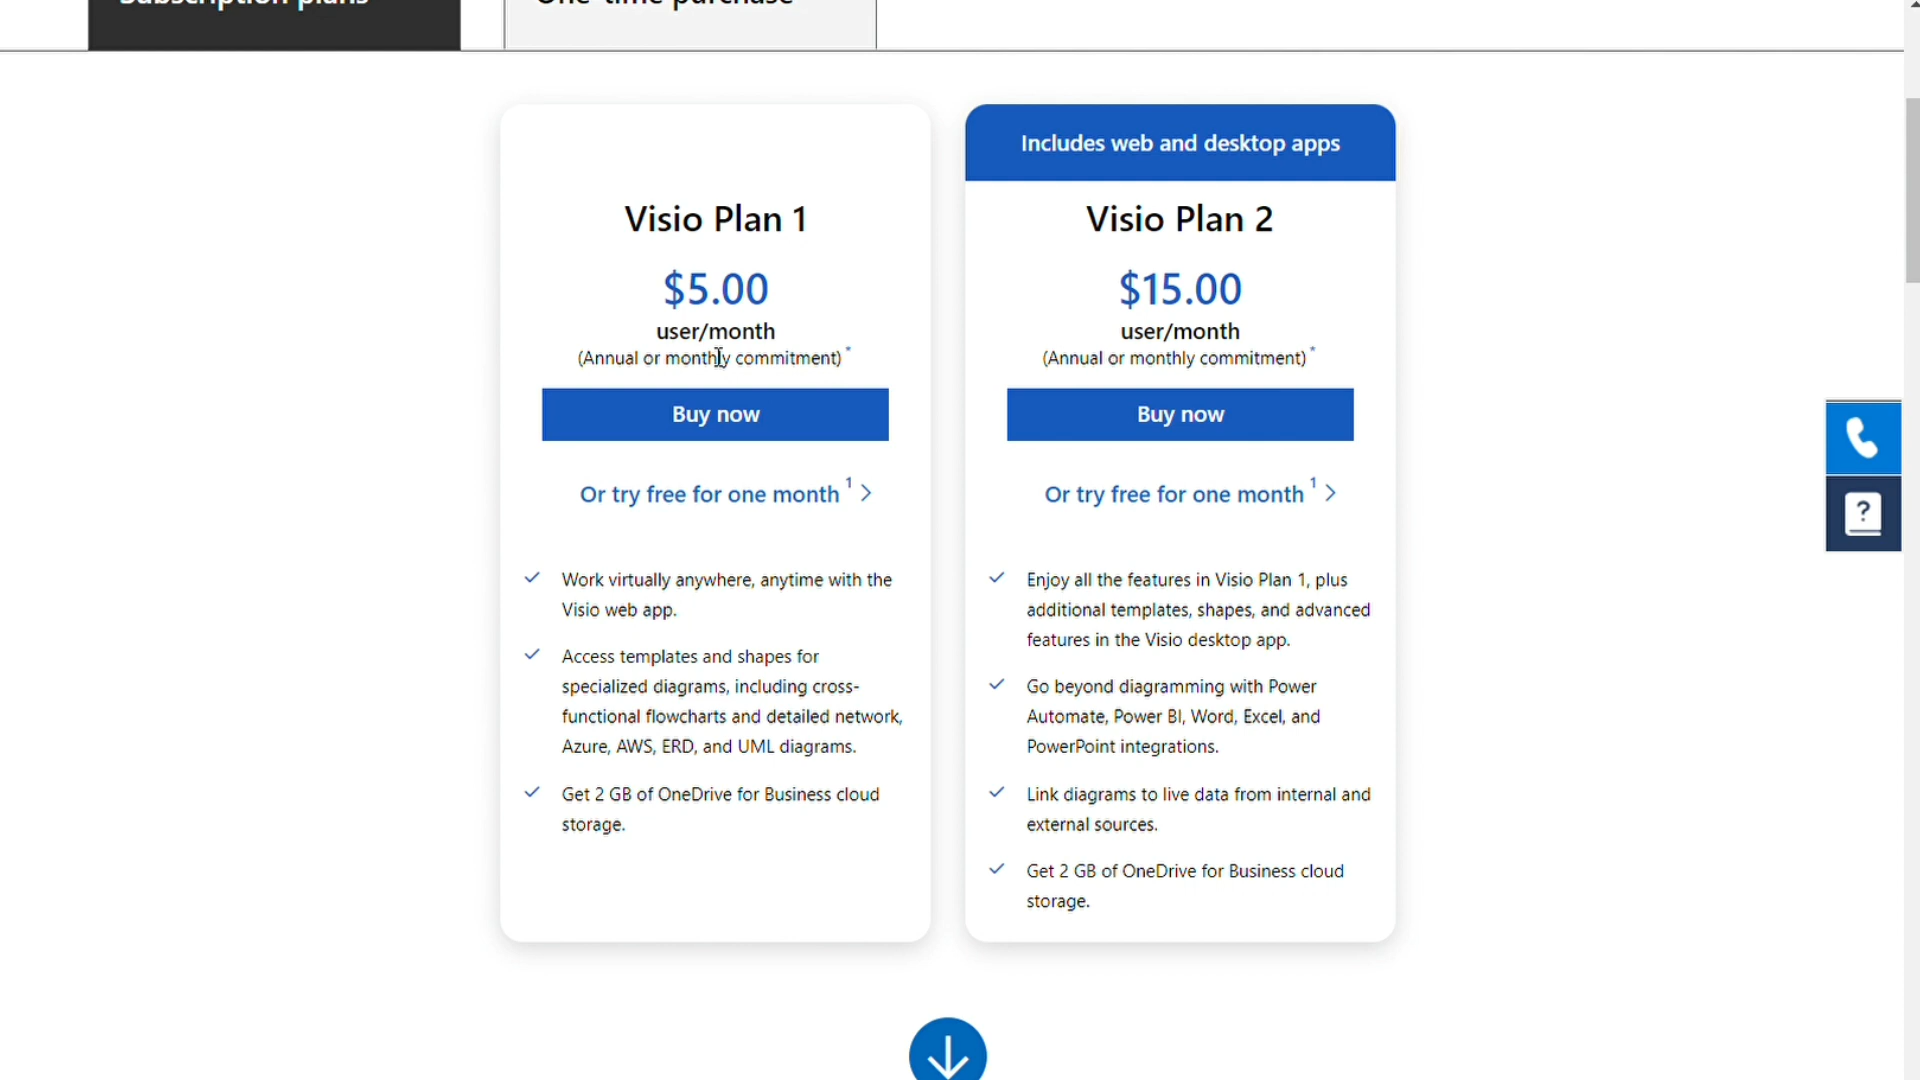 Subscription plans
One-time purchase
Visio Plan 1
$5.00
user/month
(Annual or monthly commitment) *
Buy now
Or try free for one month 1
Work virtually anywhere, anytime with the
Visio web app.
Access templates and shapes for
specialized diagrams, including cross-
functional flowcharts and detailed network,
Azure, AWS, ERD, and UML diagrams.
Get 2 GB of OneDrive for Business cloud
storage.
Includes web and desktop apps
Visio Plan 2
$15.00
user/month
(Annual or monthly commitment) *
Buy now
Or try free for one month 1
Enjoy all the features in Visio Plan 1, plus
additional templates, shapes, and advanced
features in the Visio desktop app.
Go beyond diagramming with Power
Automate, Power BI, Word, Excel, and
PowerPoint integrations.
Link diagrams to live data from internal and
external sources.
Get 2 GB of OneDrive for Business cloud
storage.
?